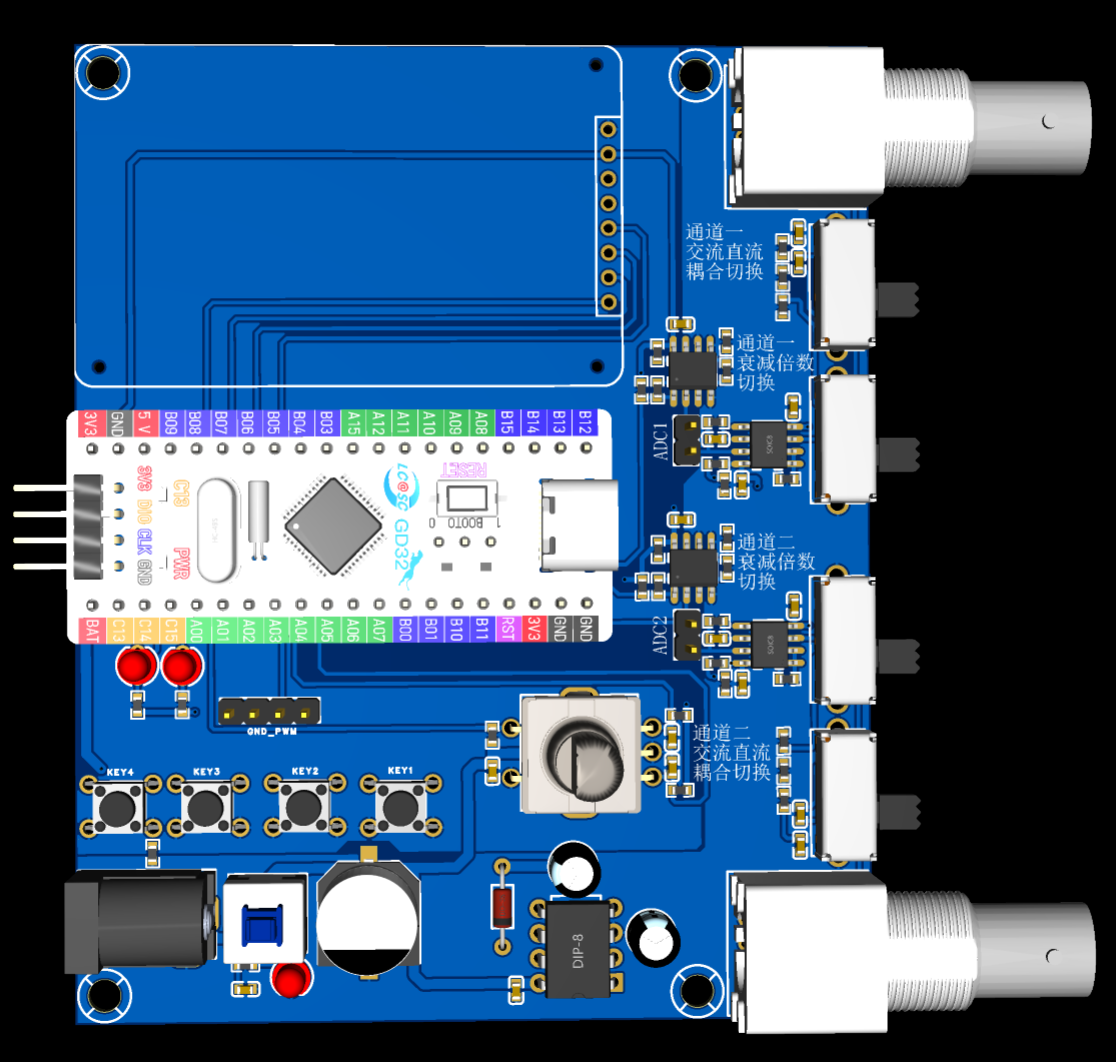 通道一
交流直流
耦合切换
通道一
衰减倍数
切换
3V3 GND 5 V B09 B08 B07 B06 B05 B04 B03 A15 A12 A11 A10 A09 A08 B15 B14 B13 B12
ADC1
SOIC8
3V3 DIO CLK GND
C13
PWR
LC@SC
GD32
RESET
BOOT0
0 1
通道二
衰减倍数
切换
BAT C13 C14 C15 A00 A01 A02 A03 A04 A05 A06 A07 B00 B01 B10 B11 RST 3V3 GND GND
ADC2
SOIC8
GND_PWM
通道二
交流直流
耦合切换
KEY4 KEY3 KEY2 KEY1
DIP-8